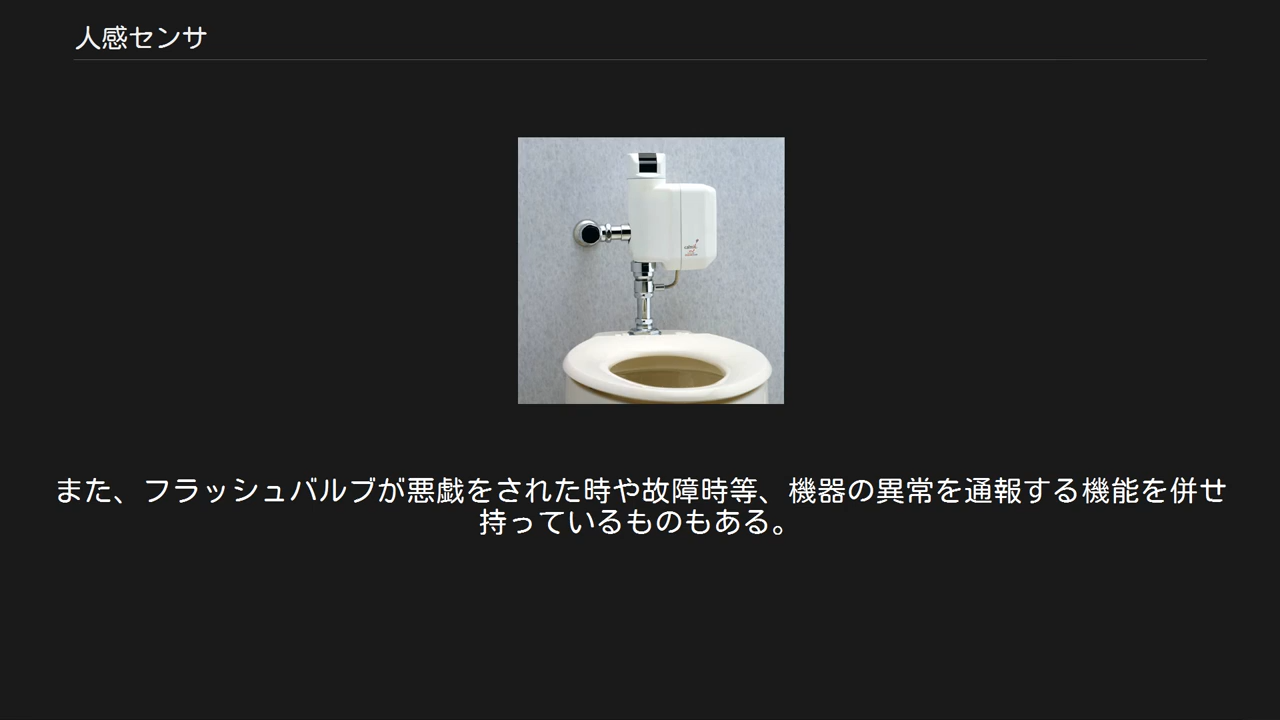 人感センサ
また、フラッシュバルブが悪戯をされた時や故障時等、機器の異常を通報する機能を併せ
持っているものもある。